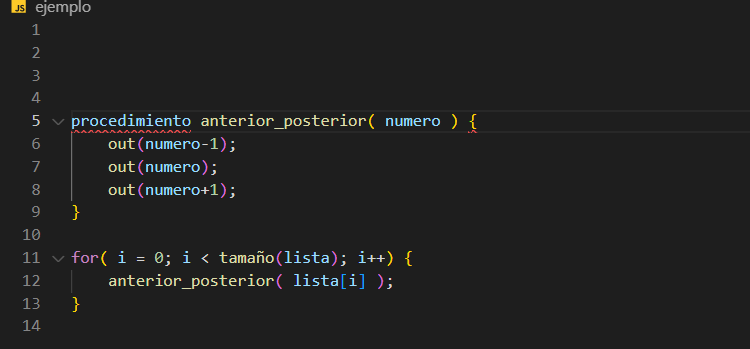 JS ejemplo
1
2
3
4
5 procedimiento anterior_posterior( numero ) {
6 out(numero-1);
7 out(numero);
8 out(numero+1);
9 }
10
11 for( i = 0; i < tamaño(lista); i++) {
12 anterior_posterior( lista[i] );
13 }
14